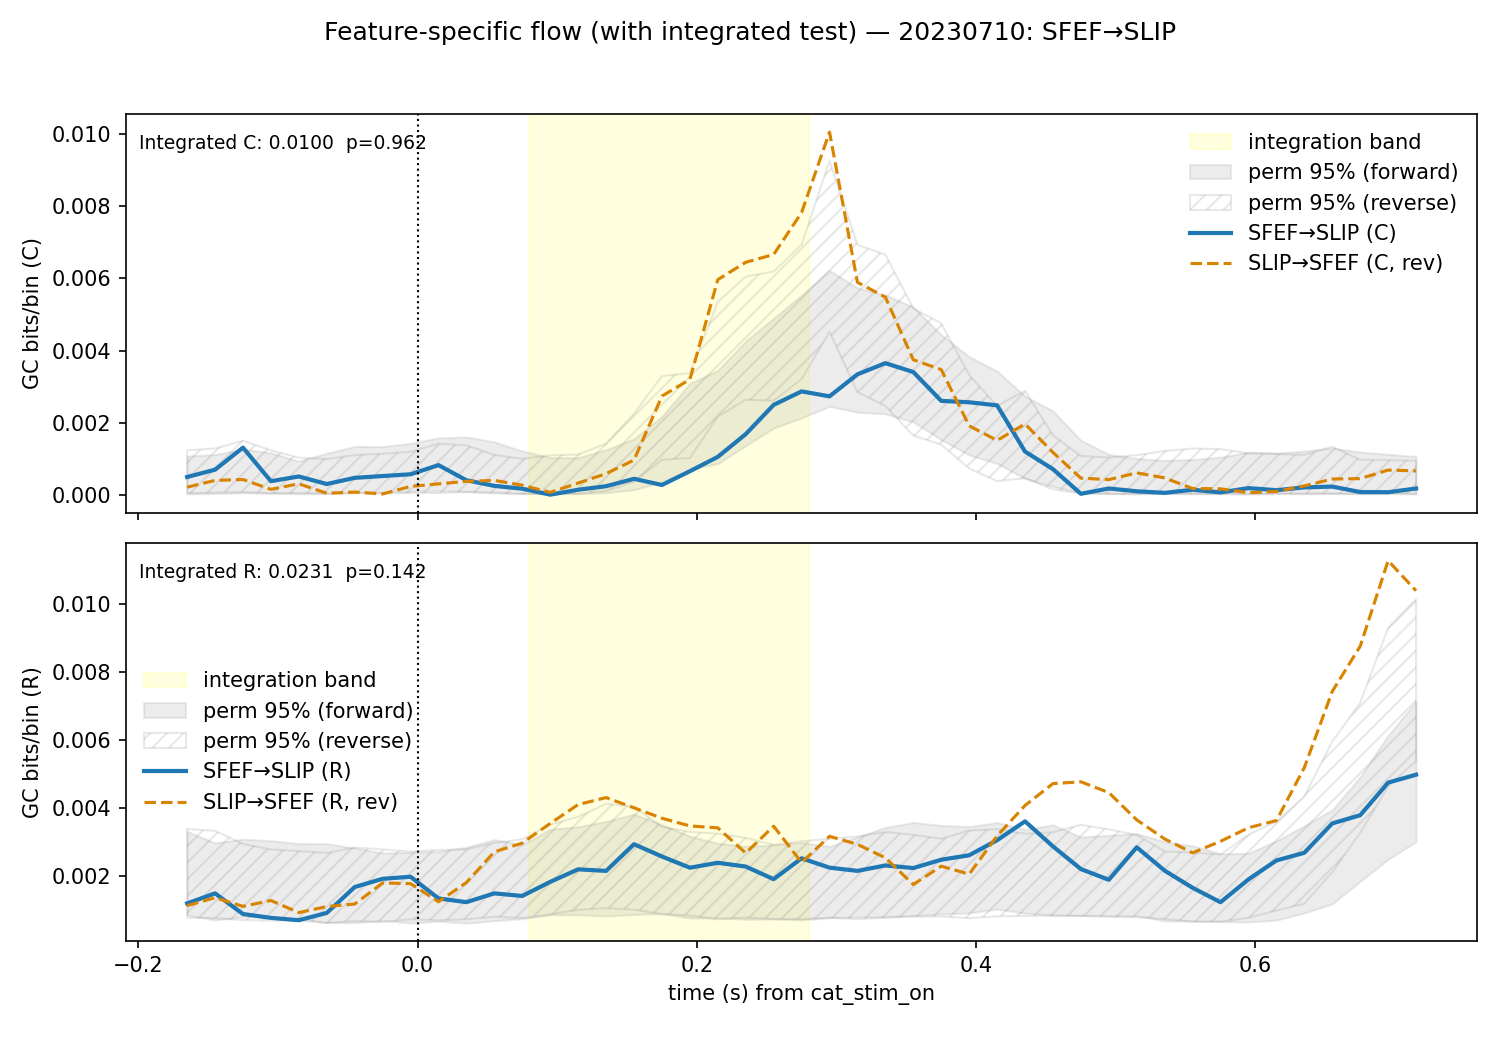 Feature-specific flow (with integrated test) — 20230710: SFEF→SLIP
Integrated C: 0.0100  p=0.962
integration band
perm 95% (forward)
perm 95% (reverse)
SFEF→SLIP (C)
SLIP→SFEF (C, rev)
0.010
0.008
0.006
0.004
0.002
0.000
GC bits/bin (C)
Integrated R: 0.0231  p=0.142
integration band
perm 95% (forward)
perm 95% (reverse)
SFEF→SLIP (R)
SLIP→SFEF (R, rev)
0.010
0.008
0.006
0.004
0.002
GC bits/bin (R)
−0.2 0.0 0.2 0.4 0.6
time (s) from cat_stim_on